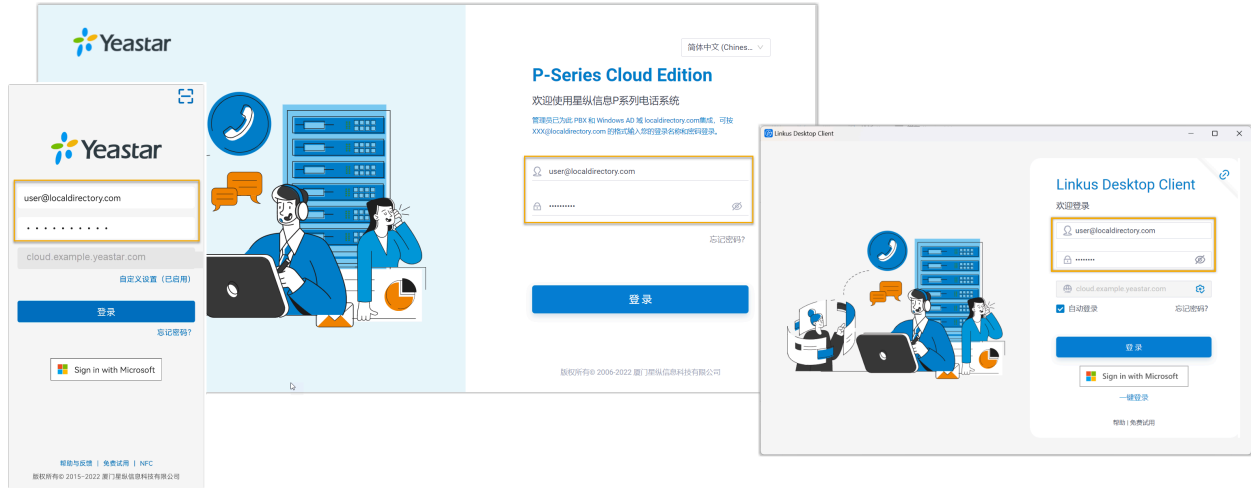 Yeastar
user@localdirectory.com
••••••••••
cloud.example.yeastar.com
自定义设置（已启用）
登录
忘记密码?
Sign in with Microsoft
帮助与反馈 | 免费试用 | NFC
版权所有© 2015-2022 厦门星纵信息科技有限公司
Yeastar
简体中文 (Chines...
P-Series Cloud Edition
欢迎使用星纵信息P系列电话系统
管理员已为此 PBX 和 Windows AD 域 localdirectory.com集成，可按
XXX@localdirectory.com 的格式输入您的登录名称和密码登录。
user@localdirectory.com
••••••••••
忘记密码?
登录
版权所有© 2006-2022 厦门星纵信息科技有限公司
Linkus Desktop Client
Linkus Desktop Client
欢迎登录
user@localdirectory.com
••••••••
cloud.example.yeastar.com
自动登录 忘记密码?
登录
Sign in with Microsoft
一键登录
帮助 | 免费试用